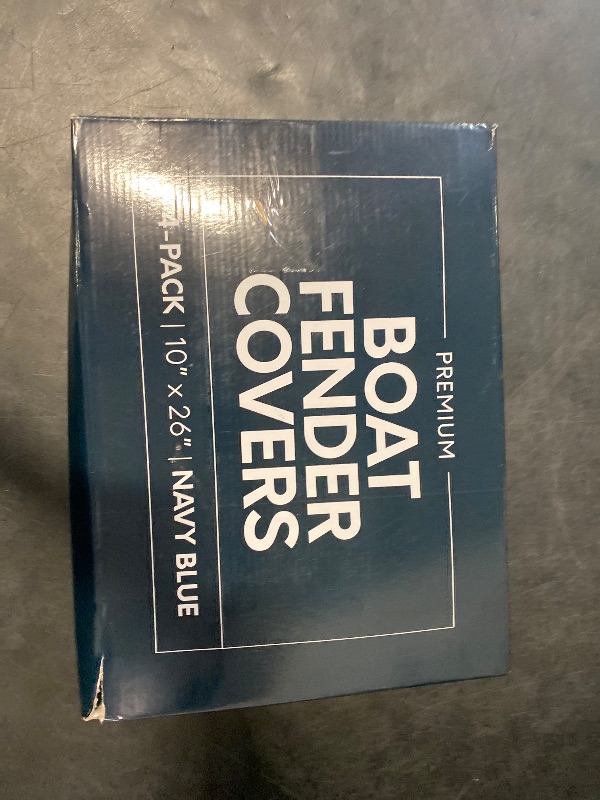 PREMIUM
BOAT
FENDER
COVERS
4-PACK | 10" x 26" | NAVY BLUE